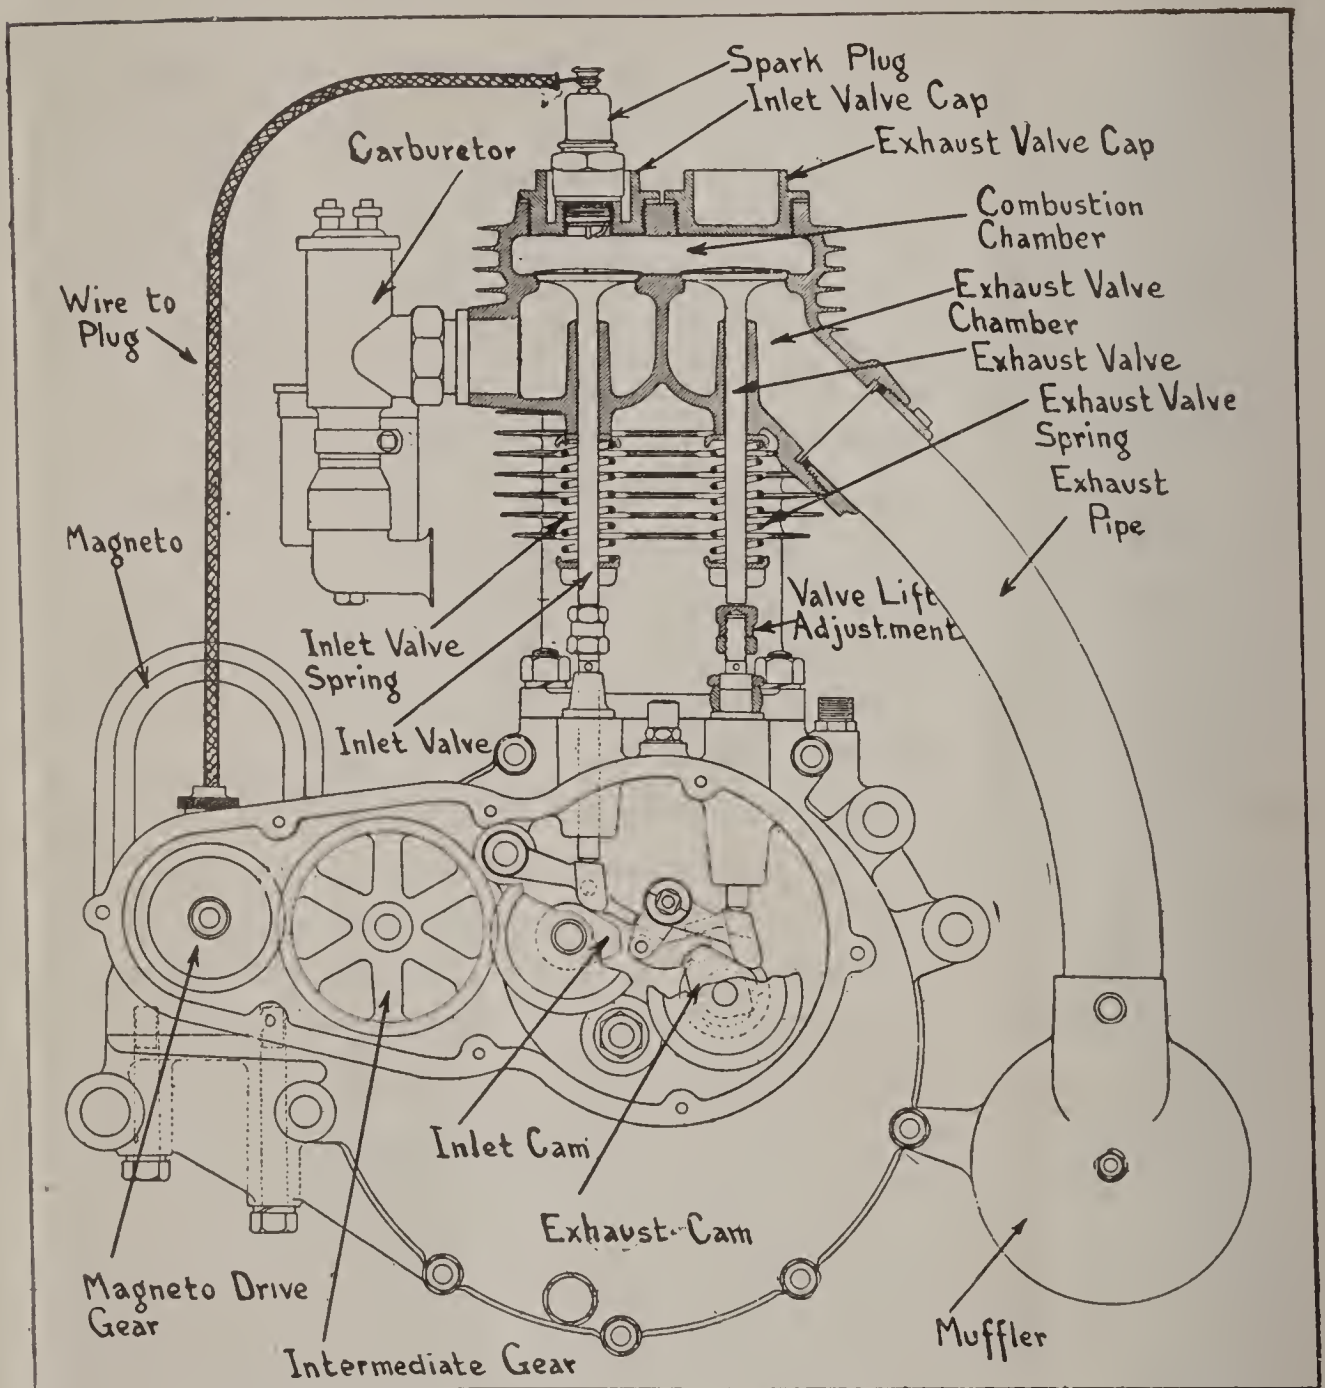 Spark Plug
Inlet Valve Cap
Exhaust Valve Cap
Carburetor
Combustion
Chamber
Wire to
Plug
Exhaust Valve
Chamber
Exhaust Valve
Exhaust Valve
Spring
Exhaust
Pipe
Magneto
Valve Lift
Adjustment
Inlet Valve
Spring
Inlet Valve
Inlet Cam
Exhaust Cam
Magneto Drive
Gear
Intermediate Gear
Muffler